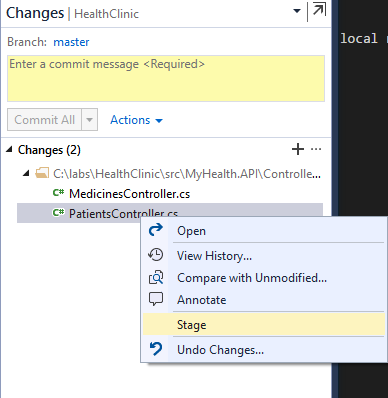 Changes | HealthClinic
local
Branch: master
Enter a commit message <Required>
Commit All
Actions
Changes (2)
C:\labs\HealthClinic\src\MyHealth.API\Controlle...
C# MedicinesController.cs
C# PatientsController.cs
Open
View History...
Compare with Unmodified...
Annotate
Stage
Undo Changes...